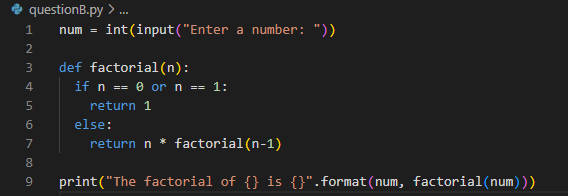 questionB.py > ...
1 num = int(input("Enter a number: "))
2
3 def factorial(n):
4   if n == 0 or n == 1:
5     return 1
6   else:
7     return n * factorial(n-1)
8
9 print("The factorial of {} is {}".format(num, factorial(num)))